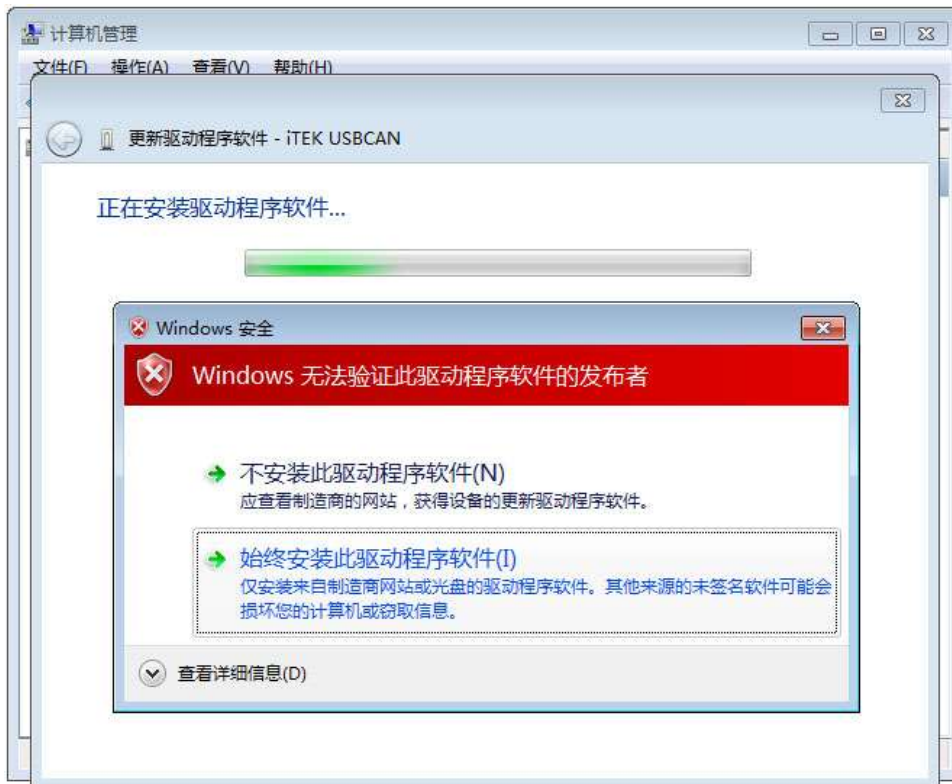 计算机管理
文件(F) 操作(A) 查看(V) 帮助(H)
更新驱动程序软件 - iTEK USBCAN
正在安装驱动程序软件...
Windows 安全
Windows 无法验证此驱动程序软件的发布者
不安装此驱动程序软件(N)
应查看制造商的网站，获得设备的更新驱动程序软件。
始终安装此驱动程序软件(I)
仅安装来自制造商网站或光盘的驱动程序软件。其他来源的未签名软件可能会
损坏您的计算机或窃取信息。
查看详细信息(D)